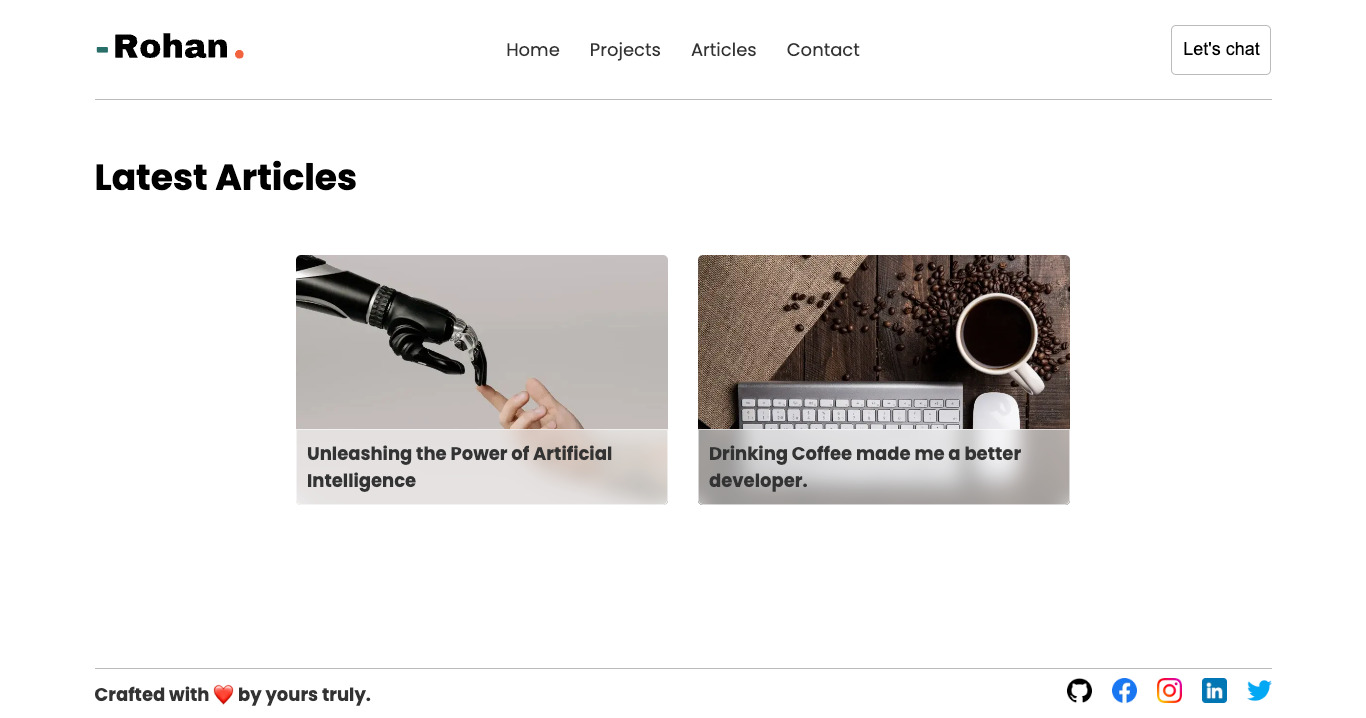 -Rohan.
Home Projects Articles Contact
Let's chat
Latest Articles
Unleashing the Power of Artificial
Intelligence
Drinking Coffee made me a better
developer.
Crafted with ❤️ by yours truly.
in